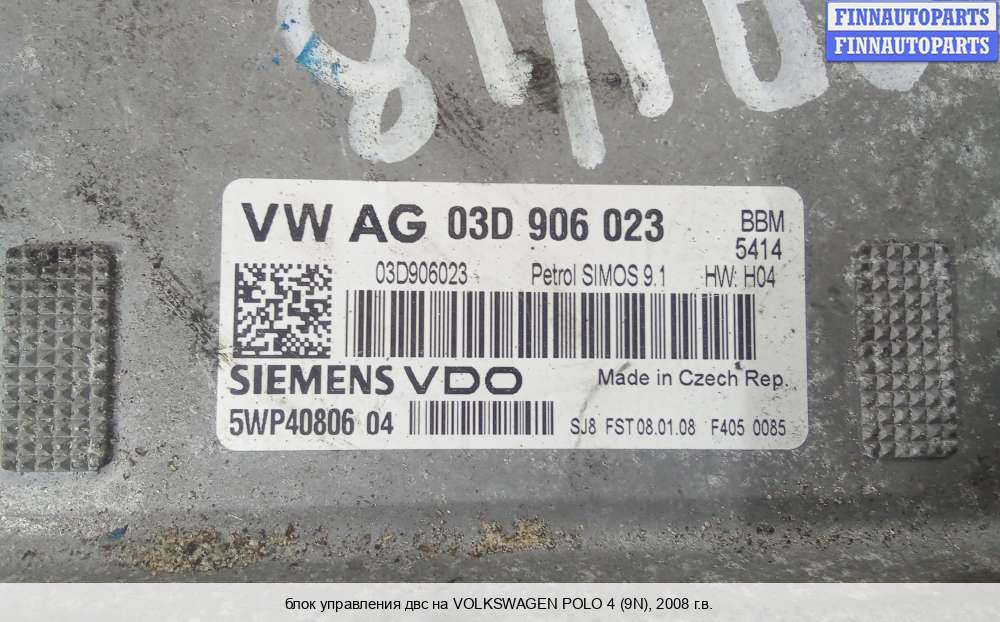 FINNAUTOPARTS
FINNAUTOPARTS
VW AG 03D 906 023 BBM
5414
03D906023 Petrol SIMOS 9.1 HW: H04
SIEMENS VDO Made in Czech Rep.
5WP40806 04 SJ8 FST 08.01.08 F405 0085
блок управления двс на VOLKSWAGEN POLO 4 (9N), 2008 г.в.